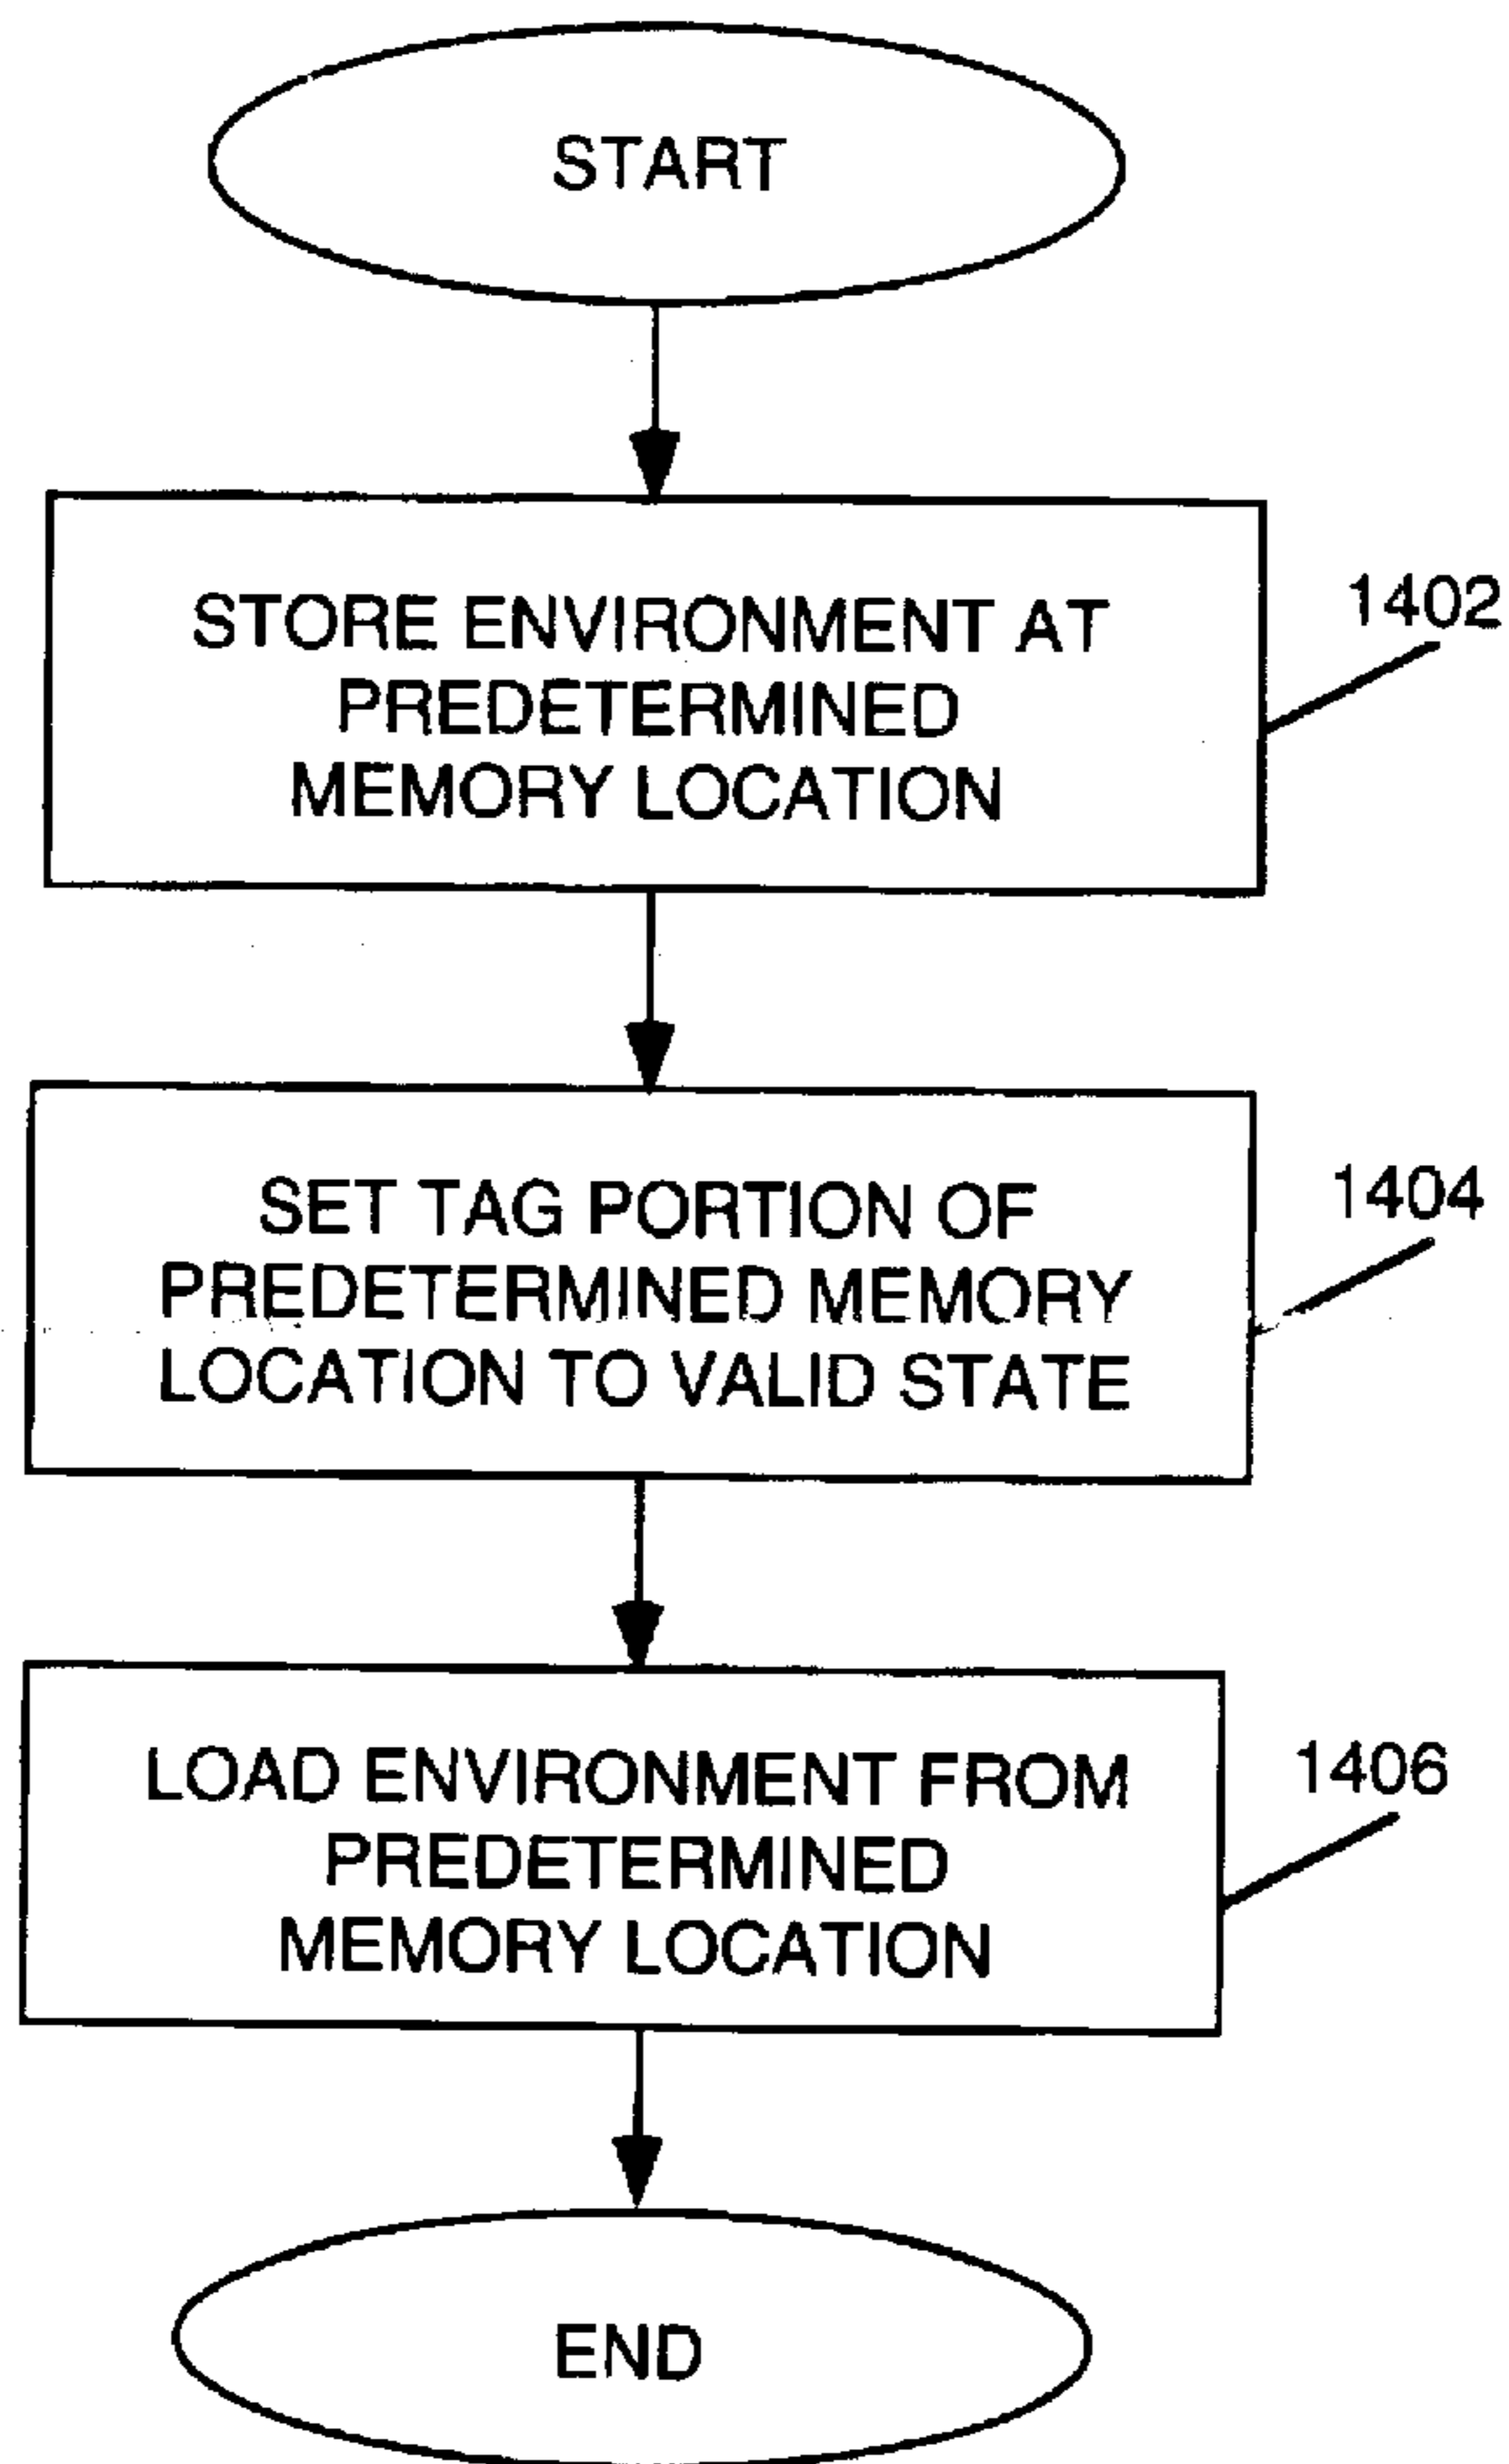 START
STORE ENVIRONMENT AT
PREDETERMINED
MEMORY LOCATION
1402
SET TAG PORTION OF
PREDETERMINED MEMORY
LOCATION TO VALID STATE
1404
LOAD ENVIRONMENT FROM
PREDETERMINED
MEMORY LOCATION
1406
END